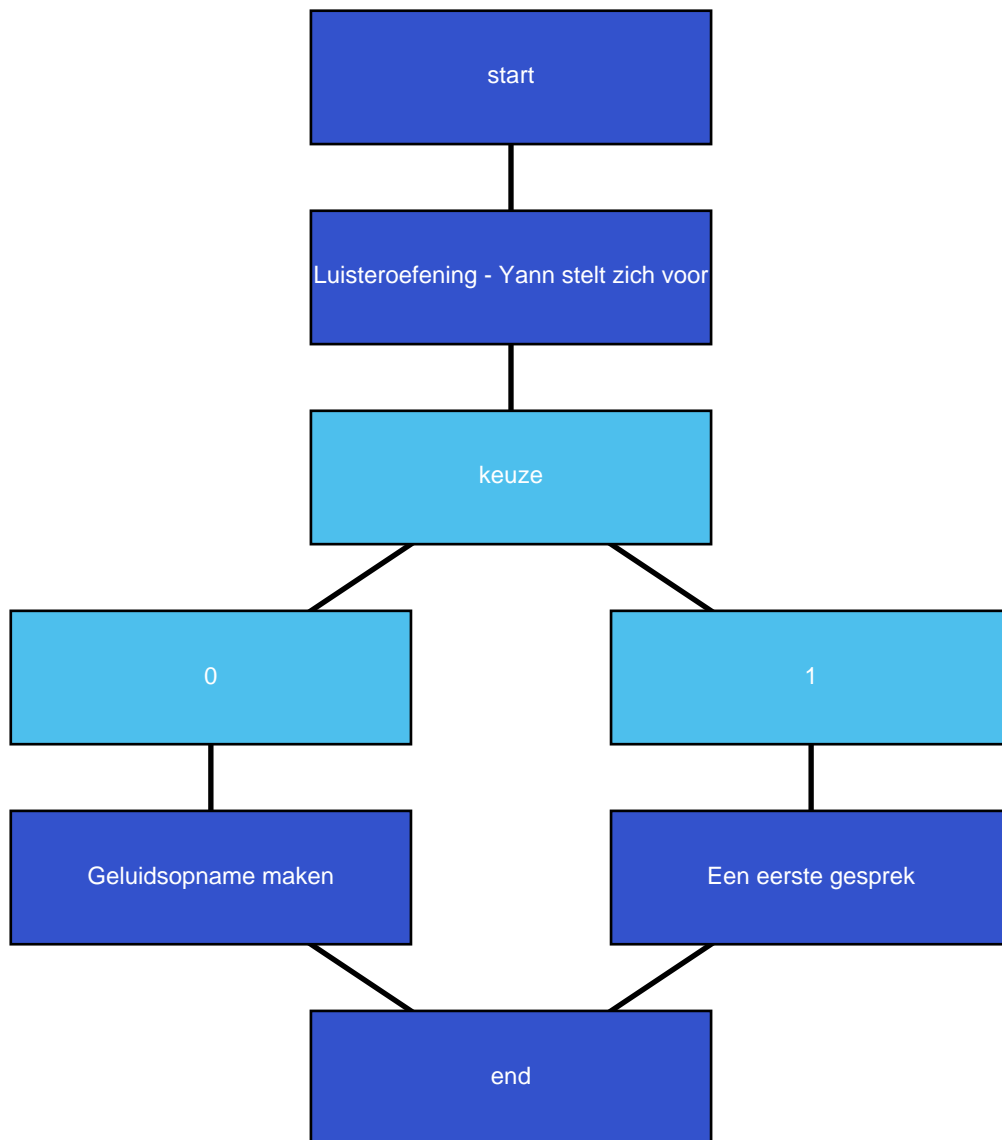 start
Luisteroefening - Yann stelt zich voor
keuze
0
1
Geluidsopname maken
Een eerste gesprek
end